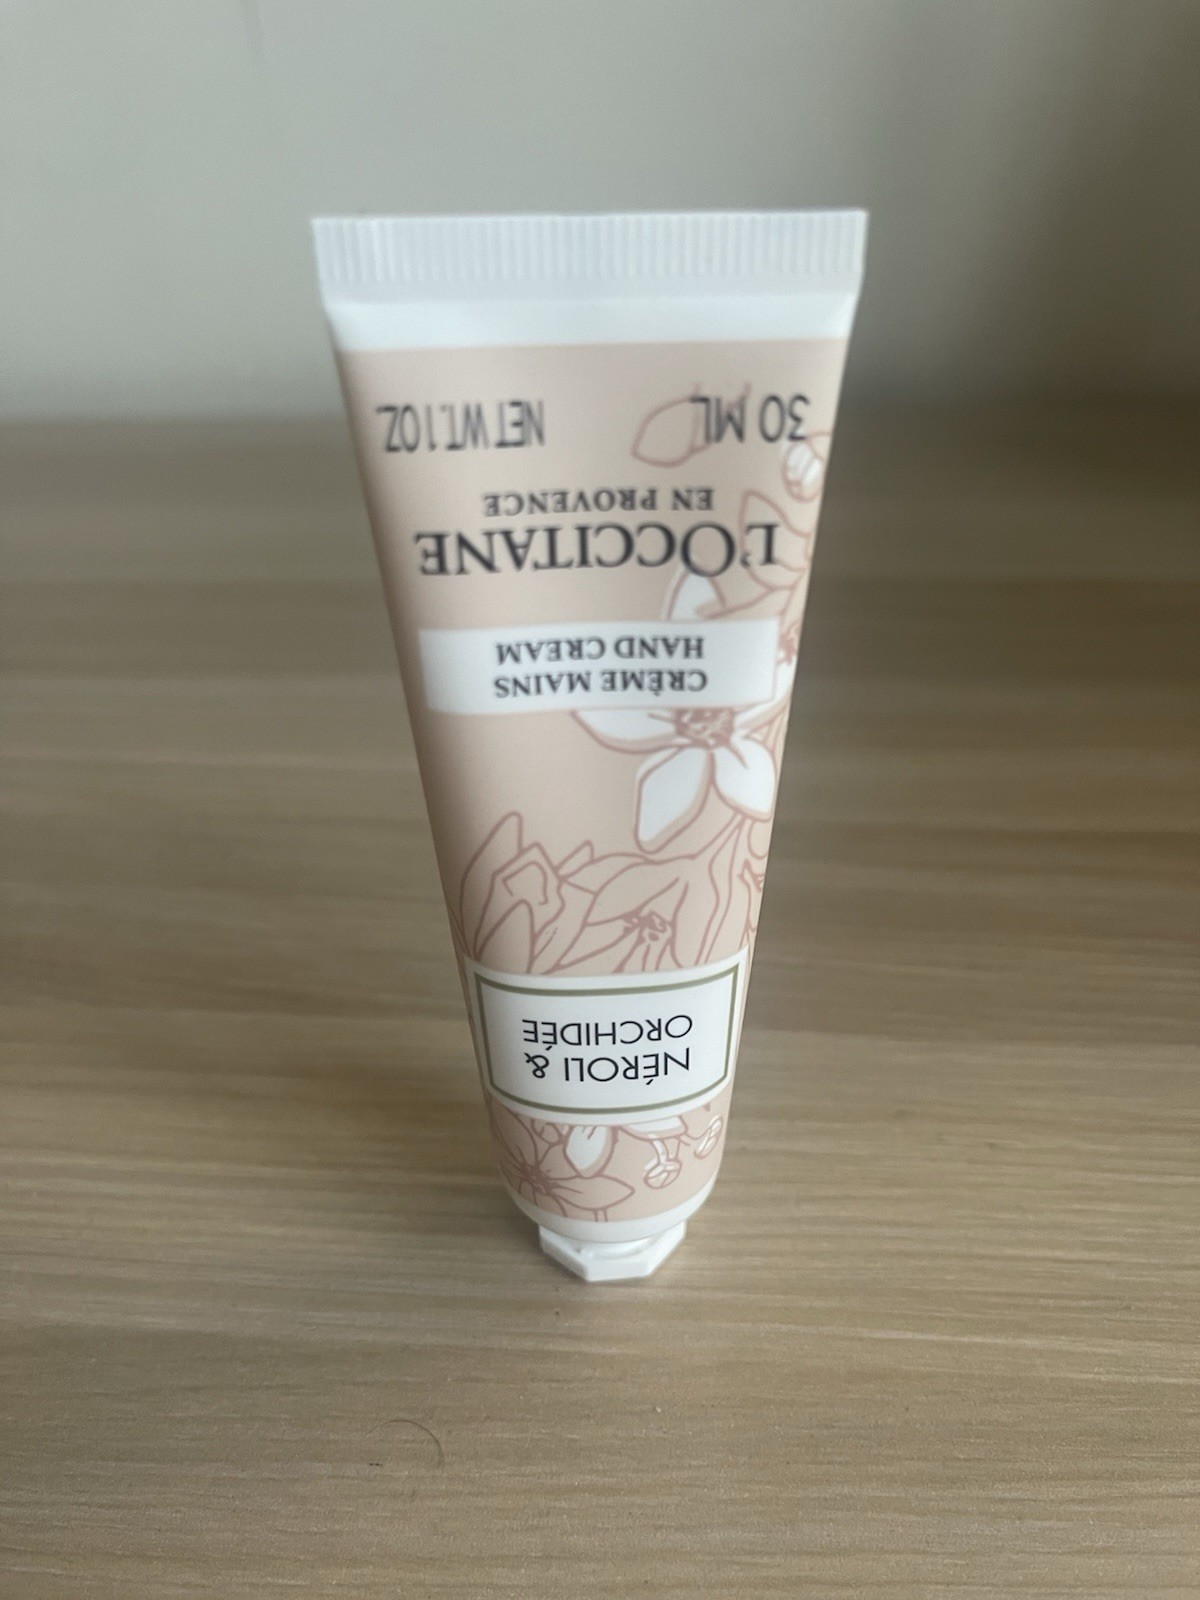 NÉROLI &
ORCHIDÉE
CRÈME MAINS
HAND CREAM
L'OCCITANE
EN PROVENCE
30 ML NET WT. 1 OZ.